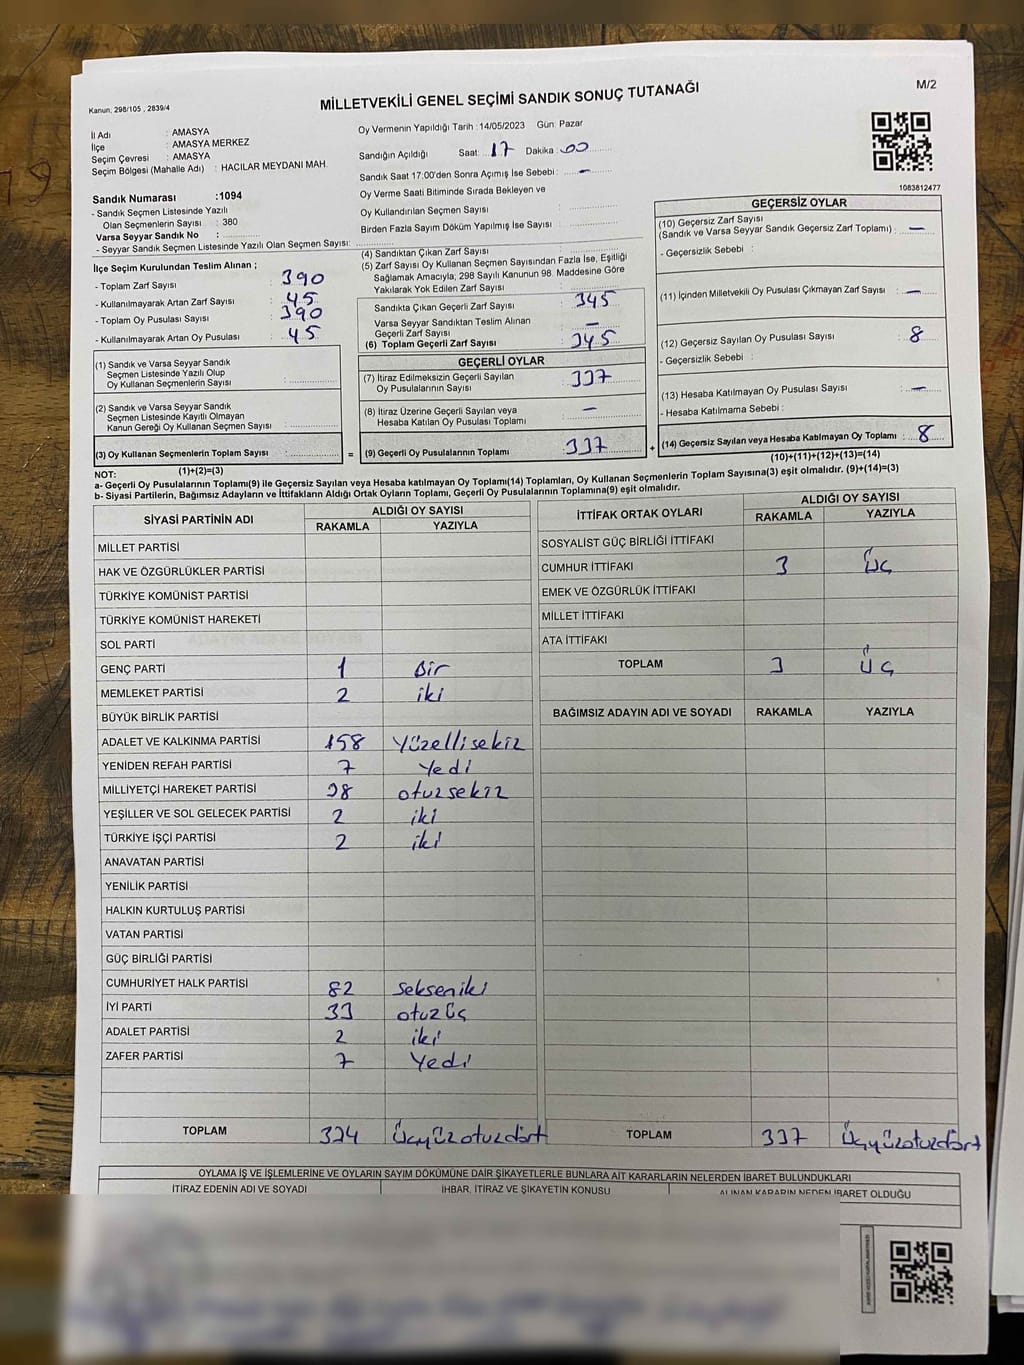 Kanun; 298/105 , 2839/4
MİLLETVEKİLİ GENEL SEÇİMİ SANDIK SONUÇ TUTANAĞI
M/2
İl Adı : AMASYA
İlçe : AMASYA MERKEZ
Seçim Çevresi : AMASYA
Seçim Bölgesi (Mahalle Adı) : HACILAR MEYDANI MAH.
Sandık Numarası :1094
- Sandık Seçmen Listesinde Yazılı
Olan Seçmenlerin Sayısı : 380
Varsa Seyyar Sandık No :
- Seyyar Sandık Seçmen Listesinde Yazılı Olan Seçmen Sayısı:
İlçe Seçim Kurulundan Teslim Alınan ;
- Toplam Zarf Sayısı : 390
- Kullanılmayarak Artan Zarf Sayısı : 45
- Toplam Oy Pusulası Sayısı : 390
- Kullanılmayarak Artan Oy Pusulası : 45
(1) Sandık ve Varsa Seyyar Sandık
Seçmen Listesinde Yazılı Olup
Oy Kullanan Seçmenlerin Sayısı :
(2) Sandık ve Varsa Seyyar Sandık
Seçmen Listesinde Kayıtlı Olmayan
Kanun Gereği Oy Kullanan Seçmen Sayısı :
(3) Oy Kullanan Seçmenlerin Toplam Sayısı :
(1)+(2)=(3)
Oy Vermenin Yapıldığı Tarih :14/05/2023 Gün: Pazar
Sandığın Açıldığı Saat: 17 Dakika : 00
Sandık Saat 17:00'den Sonra Açımış İse Sebebi : -
Oy Verme Saati Bitiminde Sırada Bekleyen ve
Oy Kullandırılan Seçmen Sayısı :
Birden Fazla Sayım Döküm Yapılmış İse Sayısı :
(4) Sandıktan Çıkan Zarf Sayısı :
(5) Zarf Sayısı Oy Kullanan Seçmen Sayısından Fazla İse, Eşitliği
Sağlamak Amacıyla; 298 Sayılı Kanunun 98. Maddesine Göre
Yakılarak Yok Edilen Zarf Sayısı :
Sandıkta Çıkan Geçerli Zarf Sayısı : 345
Varsa Seyyar Sandıktan Teslim Alınan
Geçerli Zarf Sayısı : -
(6) Toplam Geçerli Zarf Sayısı : 345
GEÇERLİ OYLAR
(7) İtiraz Edilmeksizin Geçerli Sayılan
Oy Pusulalarının Sayısı : 337
(8) İtiraz Üzerine Geçerli Sayılan veya
Hesaba Katılan Oy Pusulası Toplamı : -
= (9) Geçerli Oy Pusulalarının Toplamı : 337 +
1083812477
GEÇERSİZ OYLAR
(10) Geçersiz Zarf Sayısı
(Sandık ve Varsa Seyyar Sandık Geçersiz Zarf Toplamı) : -
- Geçersizlik Sebebi :
(11) İçinden Milletvekili Oy Pusulası Çıkmayan Zarf Sayısı : -
(12) Geçersiz Sayılan Oy Pusulası Sayısı : 8
- Geçersizlik Sebebi :
(13) Hesaba Katılmayan Oy Pusulası Sayısı : -
- Hesaba Katılmama Sebebi :
(14) Geçersiz Sayılan veya Hesaba Katılmayan Oy Toplamı : 8
(10)+(11)+(12)+(13)=(14)
NOT:
a- Geçerli Oy Pusulalarının Toplamı(9) ile Geçersiz Sayılan veya Hesaba katılmayan Oy Toplamı(14) Toplamları, Oy Kullanan Seçmenlerin Toplam Sayısına(3) eşit olmalıdır. (9)+(14)=(3)
b- Siyasi Partilerin, Bağımsız Adayların ve İttifakların Aldığı Ortak Oyların Toplamı, Geçerli Oy Pusulalarının Toplamına(9) eşit olmalıdır.
SİYASİ PARTİNİN ADI ALDIĞI OY SAYISI
RAKAMLA YAZIYLA
MİLLET PARTİSİ
HAK VE ÖZGÜRLÜKLER PARTİSİ
TÜRKİYE KOMÜNİST PARTİSİ
TÜRKİYE KOMÜNİST HAREKETİ
SOL PARTİ
GENÇ PARTİ 1 Bir
MEMLEKET PARTİSİ 2 iki
BÜYÜK BİRLİK PARTİSİ
ADALET VE KALKINMA PARTİSİ 158 Yüzellisekiz
YENİDEN REFAH PARTİSİ 7 Yedi
MİLLİYETÇİ HAREKET PARTİSİ 38 otuzsekiz
YEŞİLLER VE SOL GELECEK PARTİSİ 2 iki
TÜRKİYE İŞÇİ PARTİSİ 2 iki
ANAVATAN PARTİSİ
YENİLİK PARTİSİ
HALKIN KURTULUŞ PARTİSİ
VATAN PARTİSİ
GÜÇ BİRLİĞİ PARTİSİ
CUMHURİYET HALK PARTİSİ 82 Sekseniki
İYİ PARTİ 33 otuzüç
ADALET PARTİSİ 2 iki
ZAFER PARTİSİ 7 Yedi
TOPLAM 334 Üçyüzotuzdört
İTTİFAK ORTAK OYLARI ALDIĞI OY SAYISI
RAKAMLA YAZIYLA
SOSYALİST GÜÇ BİRLİĞİ İTTİFAKI
CUMHUR İTTİFAKI 3 Üç
EMEK VE ÖZGÜRLÜK İTTİFAKI
MİLLET İTTİFAKI
ATA İTTİFAKI
TOPLAM 3 Üç
BAĞIMSIZ ADAYIN ADI VE SOYADI RAKAMLA YAZIYLA
TOPLAM 337 Üçyüzotuzdört
OYLAMA İŞ VE İŞLEMLERİNE VE OYLARIN SAYIM DÖKÜMÜNE DAİR ŞİKAYETLERLE BUNLARA AİT KARARLARIN NELERDEN İBARET BULUNDUKLARI
İTİRAZ EDENİN ADI VE SOYADI İHBAR, İTİRAZ VE ŞİKAYETİN KONUSU ALINAN KARARIN NEDEN İBARET OLDUĞU